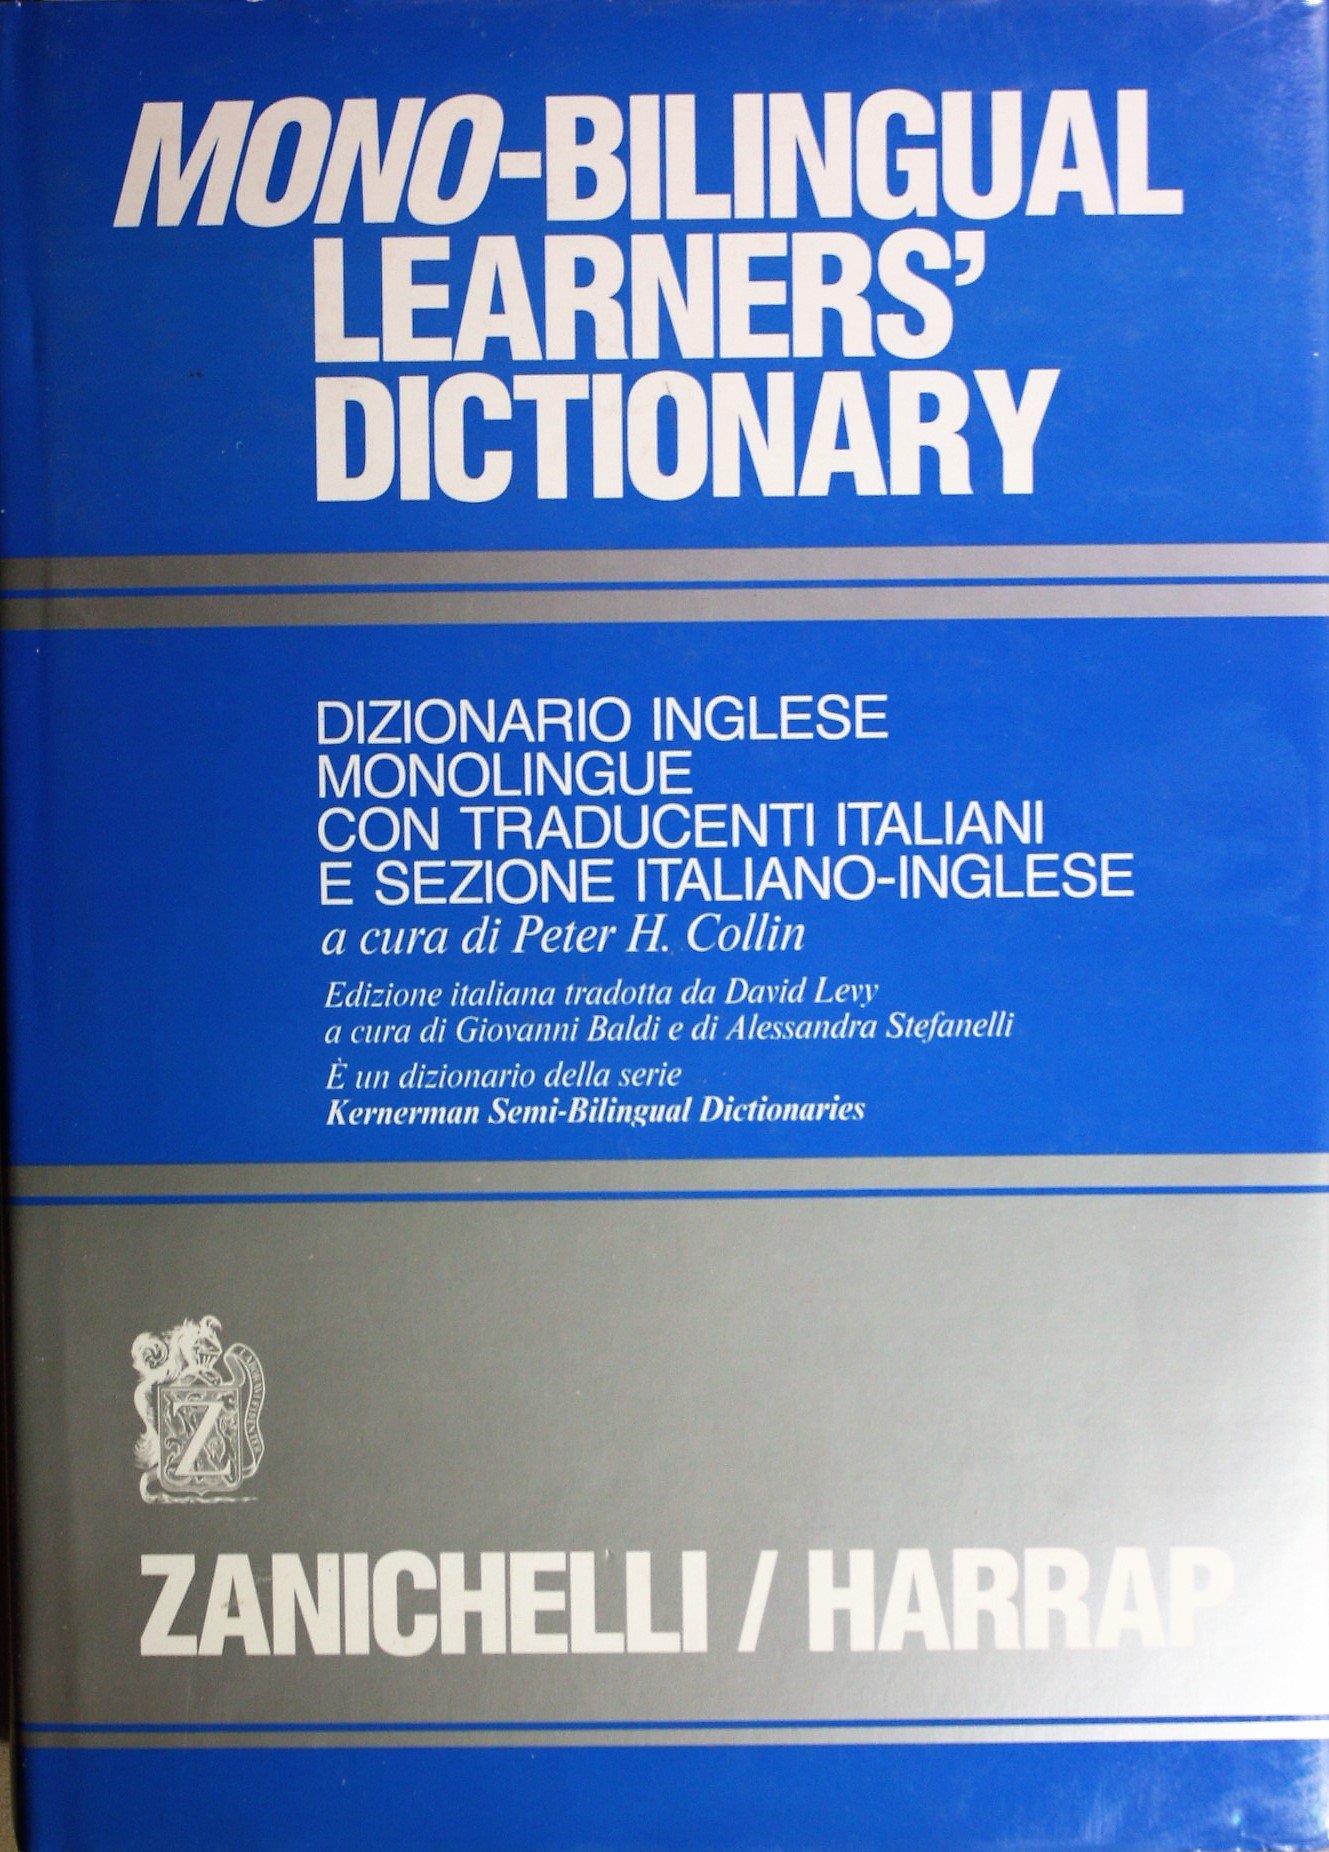 MONO-BILINGUAL
LEARNERS'
DICTIONARY
DIZIONARIO INGLESE
MONOLINGUE
CON TRADUCENTI ITALIANI
E SEZIONE ITALIANO-INGLESE
a cura di Peter H. Collin
Edizione italiana tradotta da David Levy
a cura di Giovanni Baldi e di Alessandra Stefanelli
È un dizionario della serie
Kernerman Semi-Bilingual Dictionaries
Z
ZANICHELLI / HARRAP